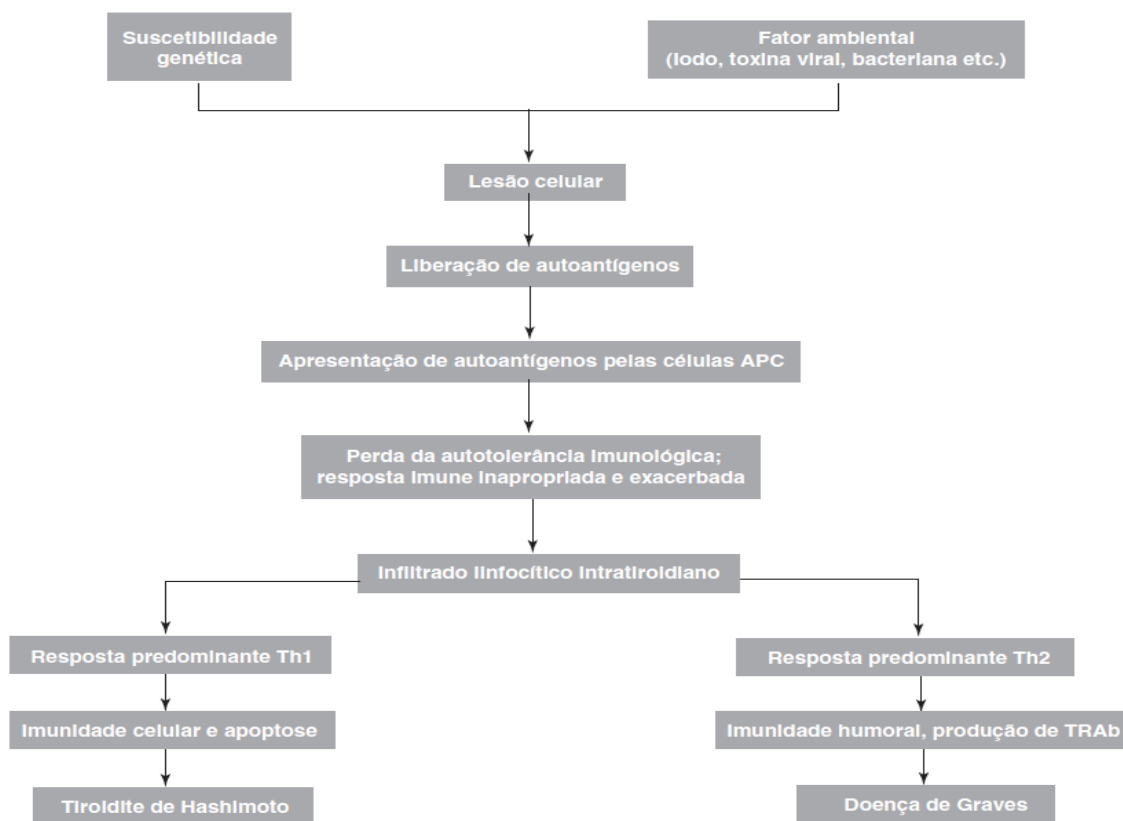 Suscetibilidade
genética
Fator ambiental
(Iodo, toxina viral, bacteriana etc.)
Lesão celular
Liberação de autoantígenos
Apresentação de autoantígenos pelas células APC
Perda da autotolerância imunológica;
resposta imune inapropriada e exacerbada
Infiltrado linfocítico intratiroidiano
Resposta predominante Th1
Resposta predominante Th2
Imunidade celular e apoptose
Imunidade humoral, produção de TRAb
Tiroidite de Hashimoto
Doença de Graves